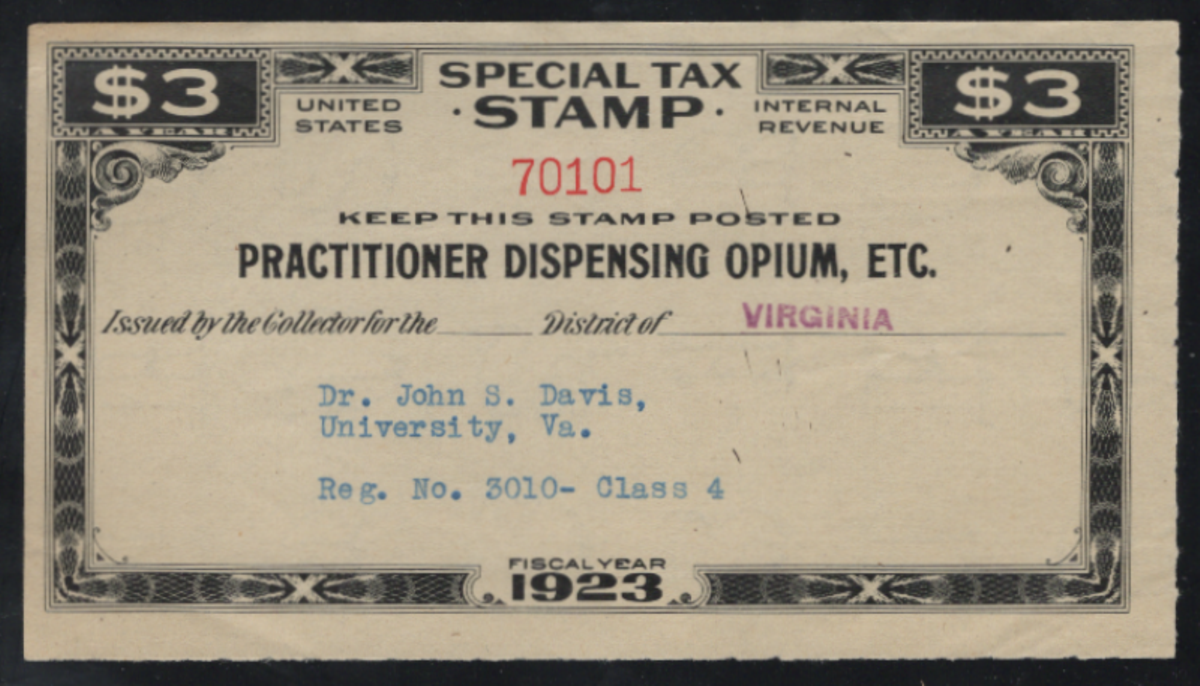 $3 SPECIAL TAX $3
UNITED STATES · STAMP · INTERNAL REVENUE
A YEAR A YEAR
70101
KEEP THIS STAMP POSTED
PRACTITIONER DISPENSING OPIUM, ETC.
Issued by the Collector for the District of VIRGINIA
Dr. John S. Davis,
University, Va.
Reg. No. 3010- Class 4
FISCAL YEAR
1923